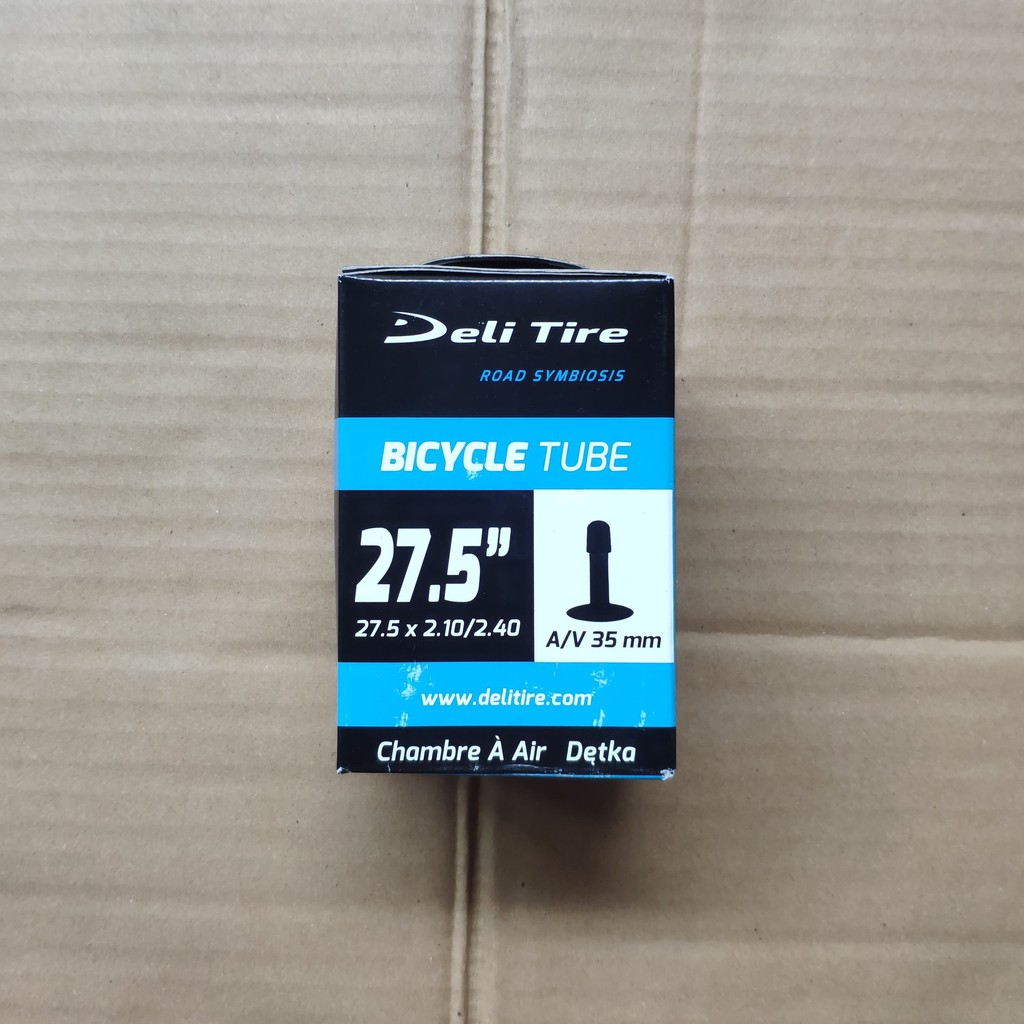 Deli Tire
ROAD SYMBIOSIS
BICYCLE TUBE
27.5”
27.5 x 2.10/2.40
A/V 35 mm
www.delitire.com
Chambre À Air Dętka